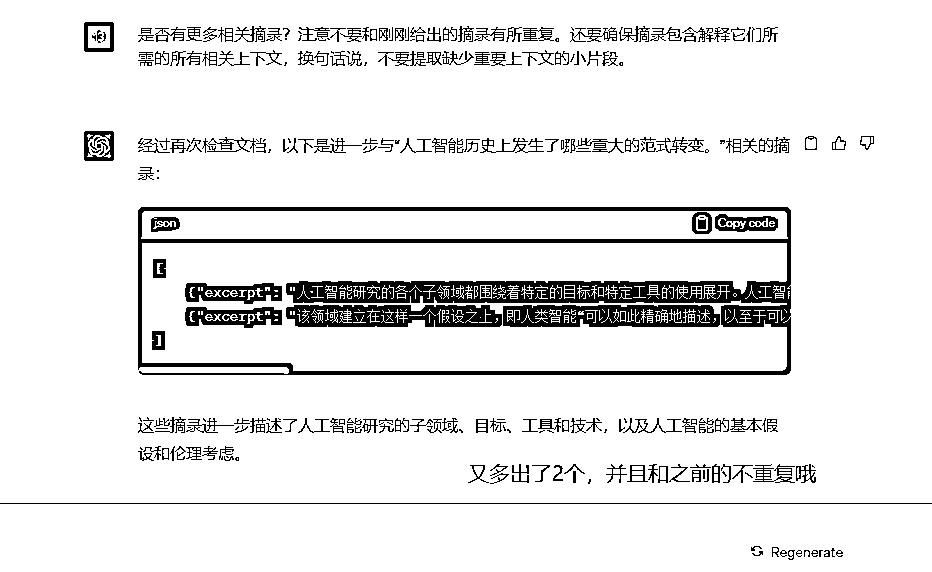 是否有更多相关摘录？注意不要和刚刚给出的摘录有所重复。还要确保摘录包含解释它们所
需的所有相关上下文，换句话说，不要提取缺少重要上下文的小片段。
经过再次检查文档，以下是进一步与“人工智能历史上发生了哪些重大的范式转变。”相关的摘
录：
json
Copy code
[
{"excerpt": "人工智能研究的各个子领域都围绕着特定的目标和特定工具的使用展开。人工智能
{"excerpt": "该领域建立在这样一个假设之上，即人类智能“可以如此精确地描述，以至于可以
]
这些摘录进一步描述了人工智能研究的子领域、目标、工具和技术，以及人工智能的基本假
设和伦理考虑。
又多出了2个，并且和之前的不重复哦
Regenerate